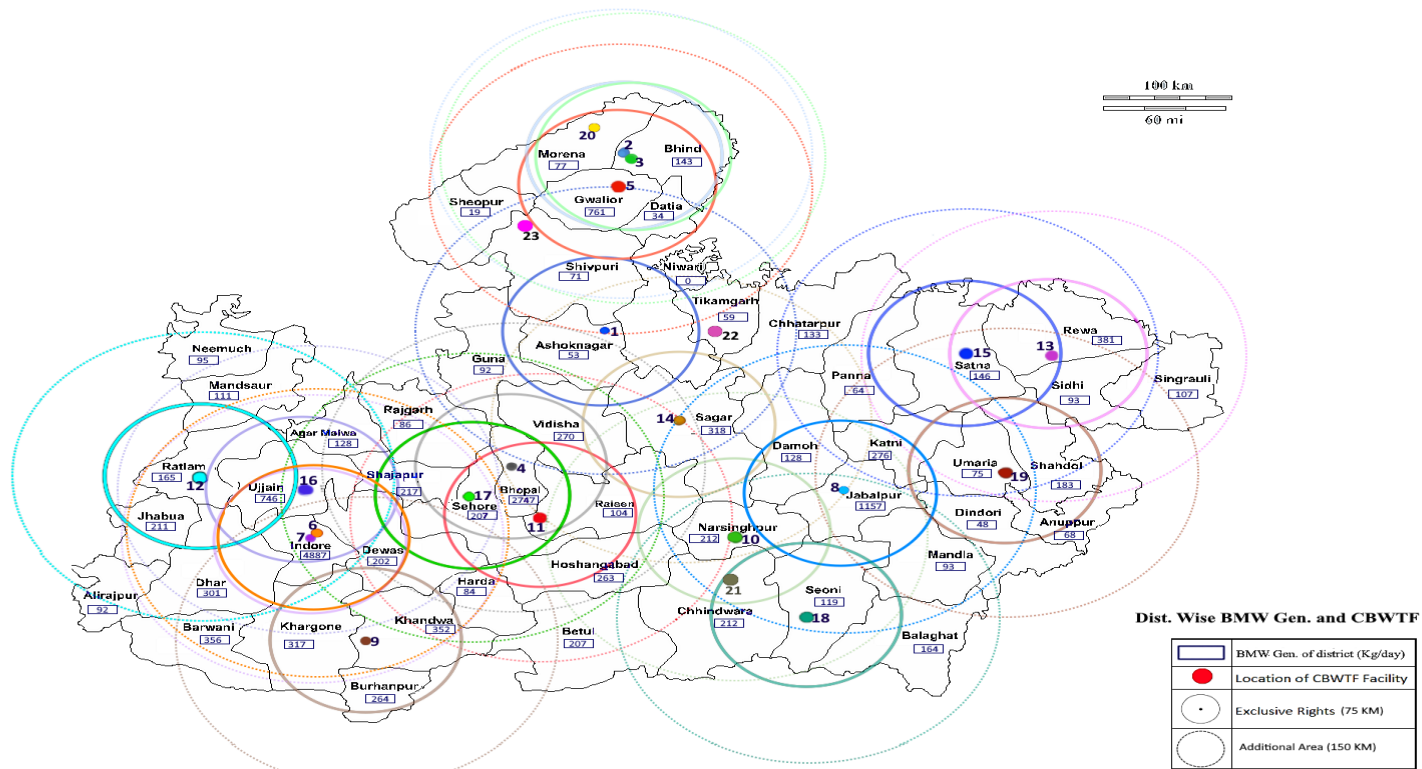 100 km
60 mi
20
2
3
Morena
77
Bhind
143
5
Gwalior
761
Datia
34
Sheopur
19
23
Shivpuri
71
Niwari
0
Tikamgarh
59
22
Chhatarpur
133
1
Ashoknagar
53
Guna
92
Neemuch
95
Mandsaur
111
Rewa
381
13
15
Satna
146
Sidhi
93
Singrauli
107
Panna
64
Rajgarh
86
Vidisha
270
14
Sagar
318
Agar Malwa
128
Damoh
128
Katni
276
Ratlam
165
12
Ujjain
746
16
Shajapur
217
4
Bhopal
2747
17
Sehore
207
11
Raisen
104
8
Jabalpur
1157
Umaria
75
19
Shahdol
183
Dindori
48
Anuppur
68
Jhabua
211
6
7
Indore
4887
Dewas
202
Narsinghpur
212
10
Mandla
93
Hoshangabad
263
Harda
84
Dhar
301
Alirajpur
92
21
Seoni
119
18
Chhindwara
212
Balaghat
164
Barwani
356
Khargone
317
Khandwa
352
9
Betul
207
Burhanpur
264
Dist. Wise BMW Gen. and CBWTF
BMW Gen. of district (Kg/day)
Location of CBWTF Facility
Exclusive Rights (75 KM)
Additional Area (150 KM)